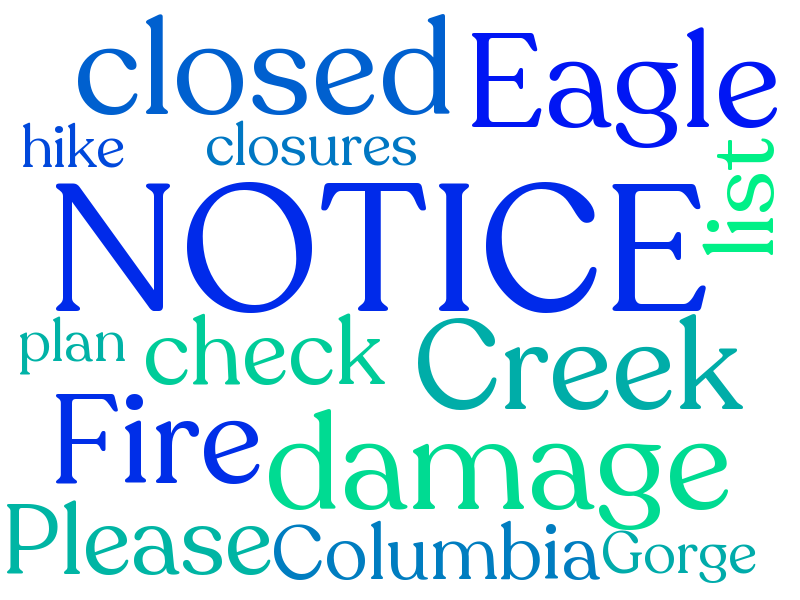 closed Eagle
hike closures
list
NOTICE
plan check Creek
Fire damage
Please Columbia Gorge